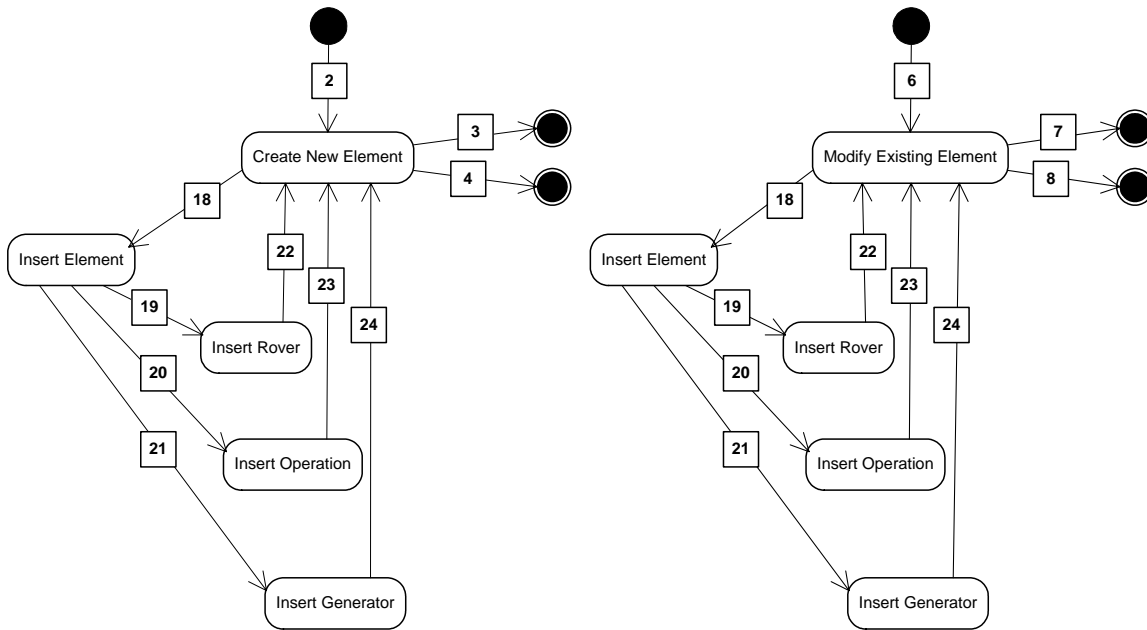 2
3
Create New Element
4
18
Insert Element
22
23
19
24
Insert Rover
20
21
Insert Operation
Insert Generator
6
7
Modify Existing Element
8
18
Insert Element
22
23
19
24
Insert Rover
20
21
Insert Operation
Insert Generator